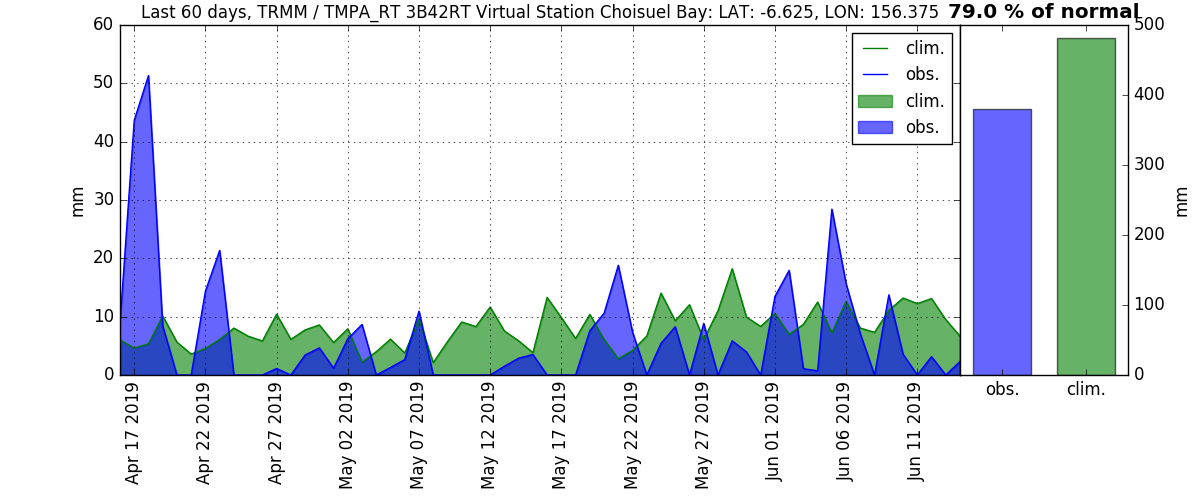 Last 60 days, TRMM / TMPA_RT 3B42RT Virtual Station Choisuel Bay: LAT: -6.625, LON: 156.375
79.0 % of normal
60
50
40
30
20
10
0
mm
clim.
obs.
clim.
obs.
Apr 17 2019
Apr 22 2019
Apr 27 2019
May 02 2019
May 07 2019
May 12 2019
May 17 2019
May 22 2019
May 27 2019
Jun 01 2019
Jun 06 2019
Jun 11 2019
500
400
300
200
100
0
mm
obs.
clim.